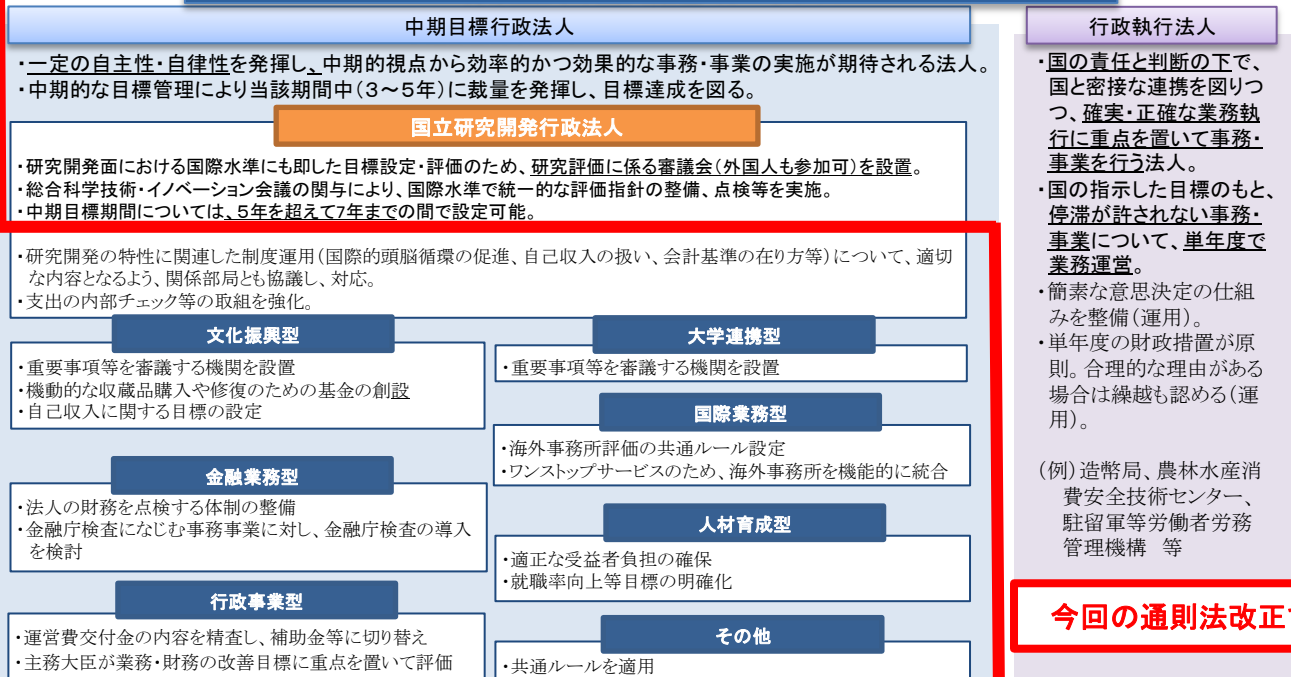 中期目標行政法人
・一定の自主性・自律性を発揮し、中期的視点から効率的かつ効果的な事務・事業の実施が期待される法人。
・中期的な目標管理により当該期間中（３～５年）に裁量を発揮し、目標達成を図る。
国立研究開発行政法人
・研究開発面における国際水準にも即した目標設定・評価のため、研究評価に係る審議会（外国人も参加可）を設置。
・総合科学技術・イノベーション会議の関与により、国際水準で統一的な評価指針の整備、点検等を実施。
・中期目標期間については、５年を超えて7年までの間で設定可能。
・研究開発の特性に関連した制度運用（国際的頭脳循環の促進、自己収入の扱い、会計基準の在り方等）について、適切
な内容となるよう、関係部局とも協議し、対応。
・支出の内部チェック等の取組を強化。
文化振興型
・重要事項等を審議する機関を設置
・機動的な収蔵品購入や修復のための基金の創設
・自己収入に関する目標の設定
大学連携型
・重要事項等を審議する機関を設置
国際業務型
・海外事務所評価の共通ルール設定
・ワンストップサービスのため、海外事務所を機能的に統合
金融業務型
・法人の財務を点検する体制の整備
・金融庁検査になじむ事務事業に対し、金融庁検査の導入
を検討
人材育成型
・適正な受益者負担の確保
・就職率向上等目標の明確化
行政事業型
・運営費交付金の内容を精査し、補助金等に切り替え
・主務大臣が業務・財務の改善目標に重点を置いて評価
その他
・共通ルールを適用
行政執行法人
・国の責任と判断の下で、
国と密接な連携を図りつ
つ、確実・正確な業務執
行に重点を置いて事務・
事業を行う法人。
・国の指示した目標のもと、
停滞が許されない事務・
事業について、単年度で
業務運営。
・簡素な意思決定の仕組
みを整備（運用）。
・単年度の財政措置が原
則。合理的な理由がある
場合は繰越も認める（運
用）。
（例）造幣局、農林水産消
費安全技術センター、
駐留軍等労働者労務
管理機構　等
今回の通則法改正